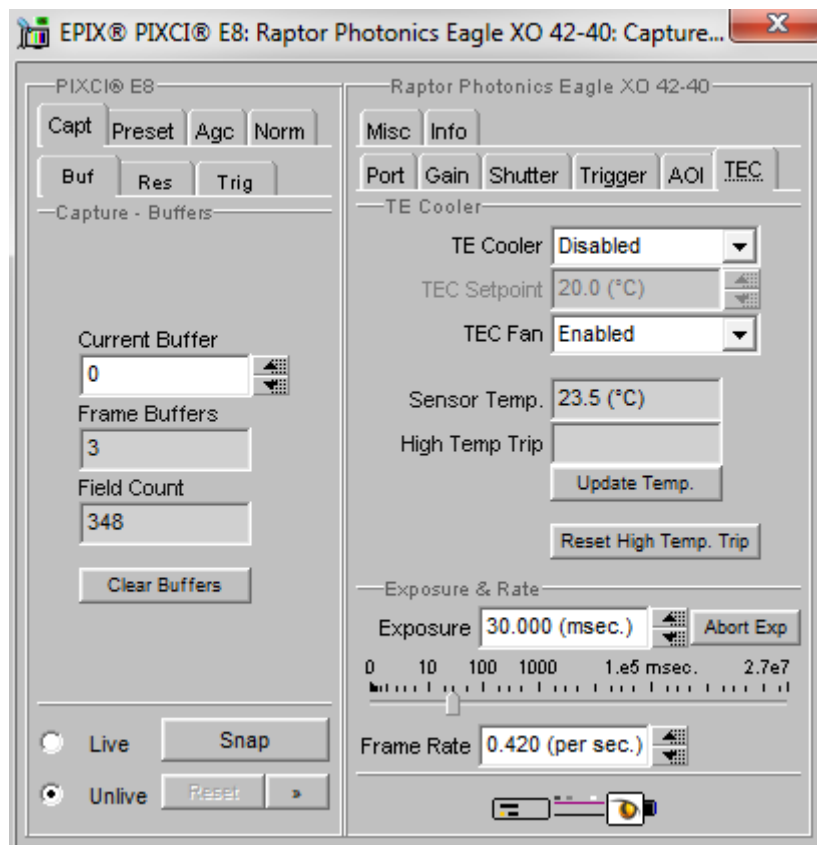 EPIX® PIXCI® E8: Raptor Photonics Eagle XO 42-40: Capture...
PIXCI® E8
Capt Preset Agc Norm
Buf Res Trig
Capture - Buffers
Current Buffer
0
Frame Buffers
3
Field Count
348
Clear Buffers
Live Snap
Unlive Reset »
Raptor Photonics Eagle XO 42-40
Misc Info
Port Gain Shutter Trigger AOI TEC
TE Cooler
TE Cooler Disabled
TEC Setpoint 20.0 (°C)
TEC Fan Enabled
Sensor Temp. 23.5 (°C)
High Temp Trip
Update Temp.
Reset High Temp. Trip
Exposure & Rate
Exposure 30.000 (msec.) Abort Exp
0 10 100 1000 1.e5 msec. 2.7e7
Frame Rate 0.420 (per sec.)